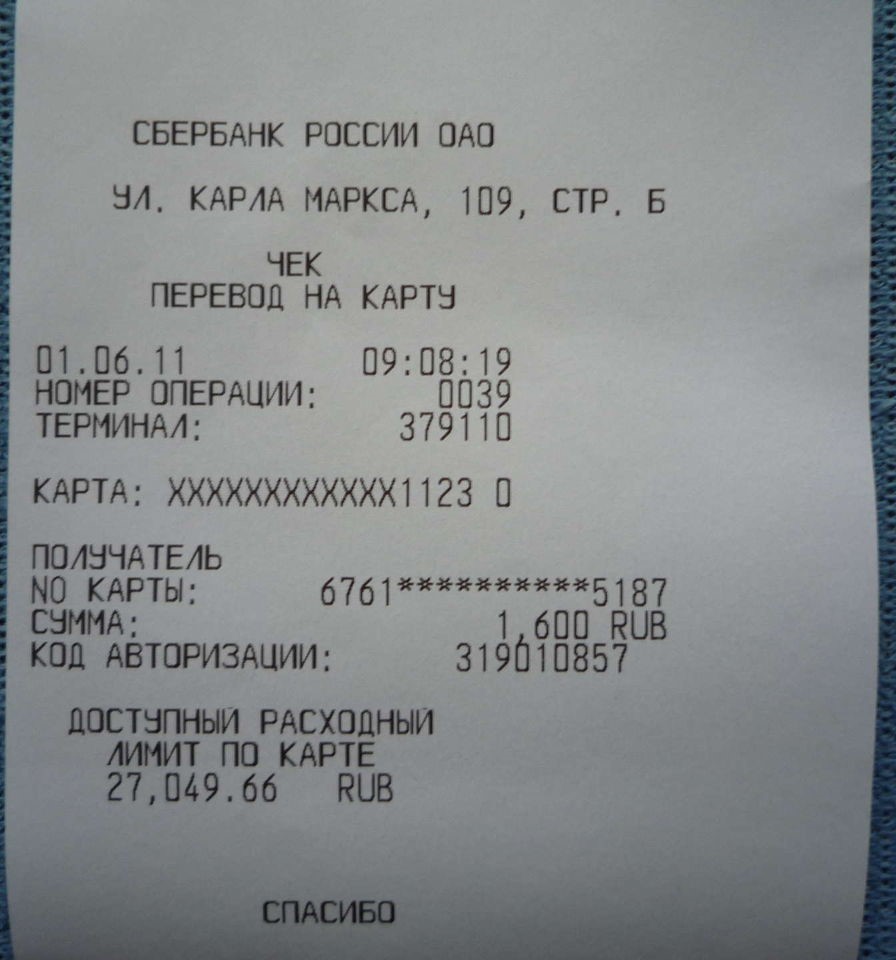 СБЕРБАНК РОССИИ ОАО
УЛ. КАРЛА МАРКСА, 109, СТР. Б
ЧЕК
ПЕРЕВОД НА КАРТУ
01.06.11 09:08:19
НОМЕР ОПЕРАЦИИ: 0039
ТЕРМИНАЛ: 379110
КАРТА: XXXXXXXXXXXX1123 0
ПОЛУЧАТЕЛЬ
NO КАРТЫ: 6761**********5187
СУММА: 1,600 RUB
КОД АВТОРИЗАЦИИ: 319010857
ДОСТУПНЫЙ РАСХОДНЫЙ
ЛИМИТ ПО КАРТЕ
27,049.66 RUB
СПАСИБО